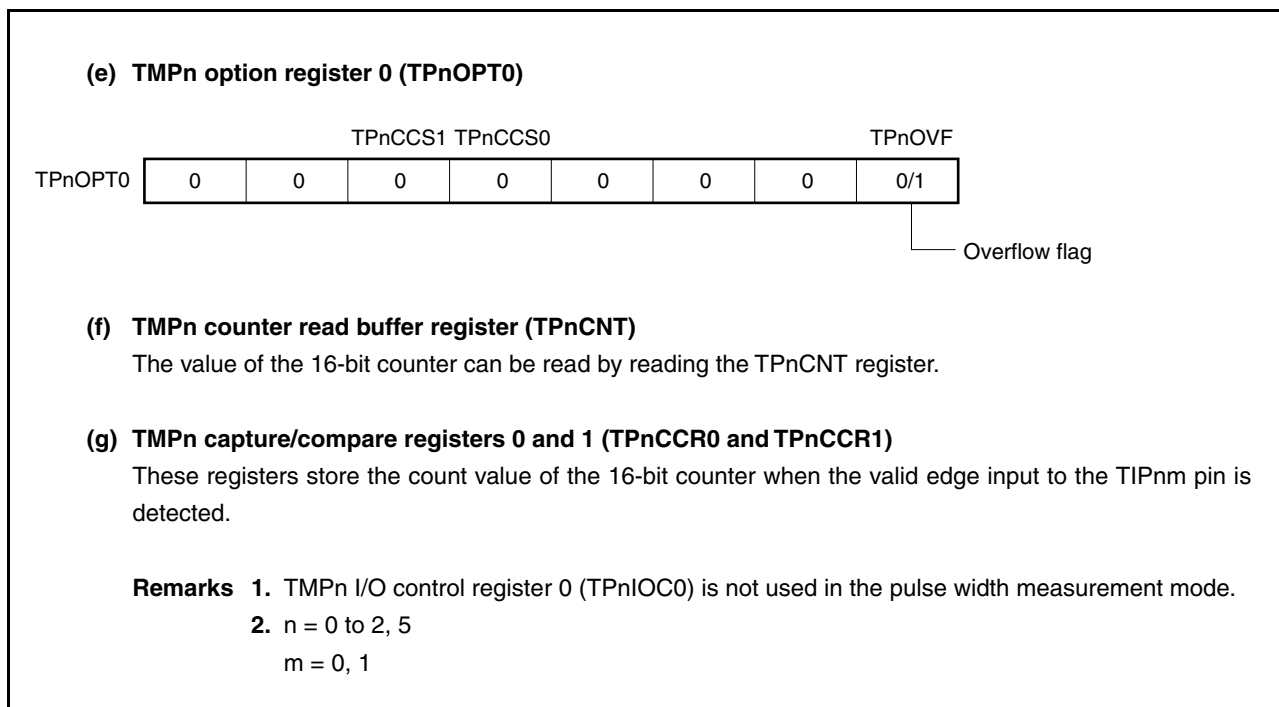 (e) TMPn option register 0 (TPnOPT0)
TPnCCS1 TPnCCS0 TPnOVF
TPnOPT0 0 0 0 0 0 0 0 0/1
Overflow flag
(f) TMPn counter read buffer register (TPnCNT)
The value of the 16-bit counter can be read by reading the TPnCNT register.
(g) TMPn capture/compare registers 0 and 1 (TPnCCR0 and TPnCCR1)
These registers store the count value of the 16-bit counter when the valid edge input to the TIPnm pin is
detected.
Remarks 1. TMPn I/O control register 0 (TPnIOC0) is not used in the pulse width measurement mode.
2. n = 0 to 2, 5
m = 0, 1